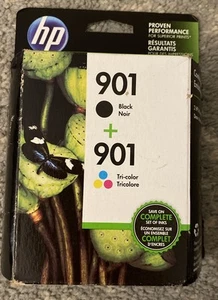 hp
PROVEN
PERFORMANCE
FOR SUPERIOR PRINTS
RÉSULTATS
GARANTIS
901
Black
Noir
+
901
Tri-color
Tricolore
SAVE ON
COMPLETE
SET OF INKS
ÉCONOMISEZ SUR
UN ENSEMBLE
COMPLET
D'ENCRES